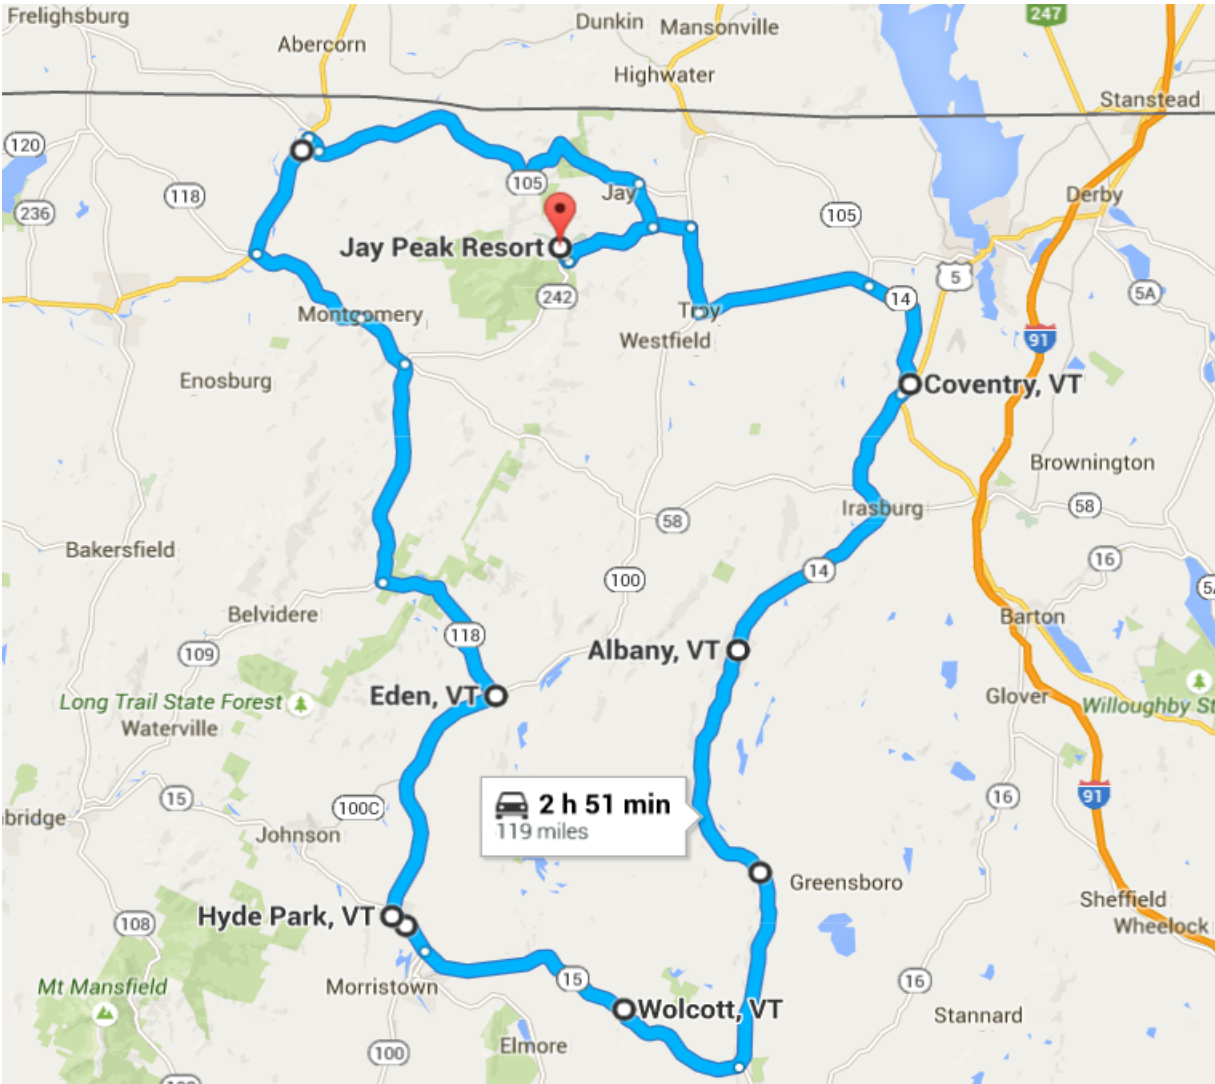 Frelighsburg
Dunkin
Mansonville
247
Abercorn
Highwater
Stanstead
120
118
105
Jay
Derby
236
105
Jay Peak Resort
5
242
14
5A
Montgomery
Troy
Westfield
91
Enosburg
Coventry, VT
Brownington
58
Irasburg
58
Bakersfield
16
14
100
Belvidere
Barton
118
109
Albany, VT
Eden, VT
Long Trail State Forest
Glover
Willoughby St
Waterville
15
100C
2 h 51 min
119 miles
16
91
bridge
Johnson
Greensboro
Sheffield
Hyde Park, VT
108
Wheelock
Mt Mansfield
Morristown
15
16
Wolcott, VT
Stannard
100
Elmore